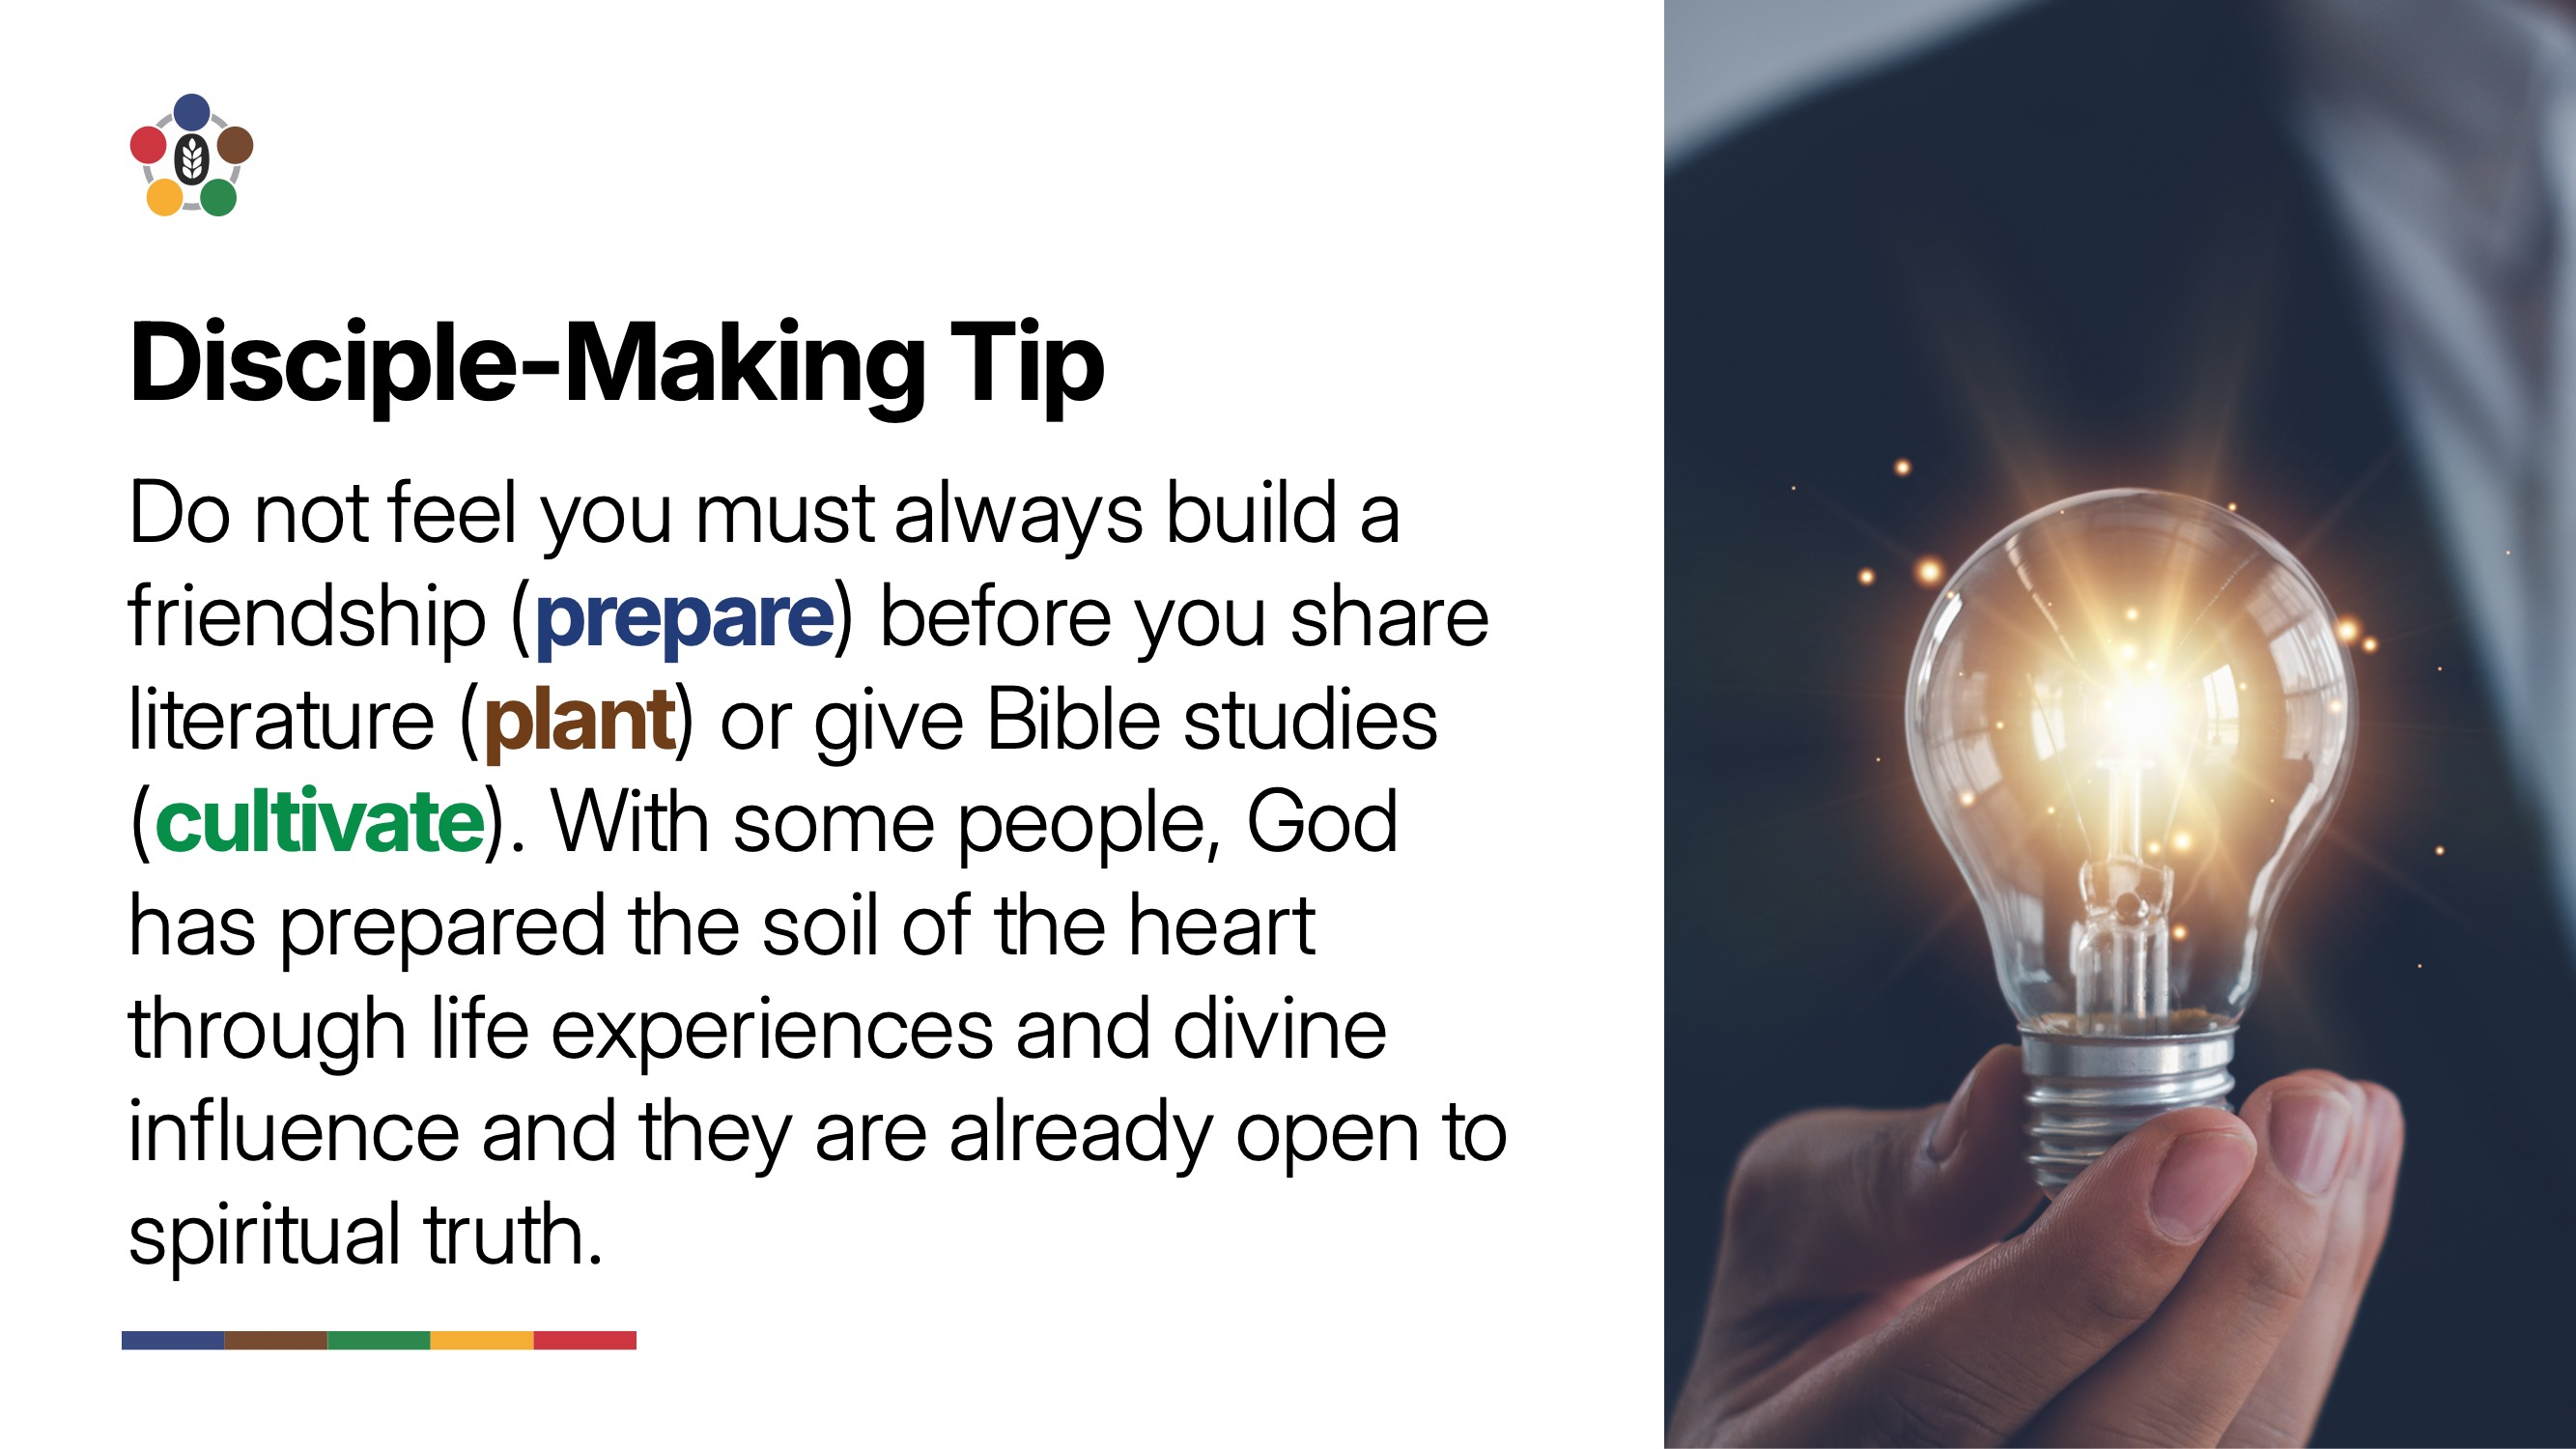 Disciple-Making Tip
Do not feel you must always build a
friendship (prepare) before you share
literature (plant) or give Bible studies
(cultivate). With some people, God
has prepared the soil of the heart
through life experiences and divine
influence and they are already open to
spiritual truth.